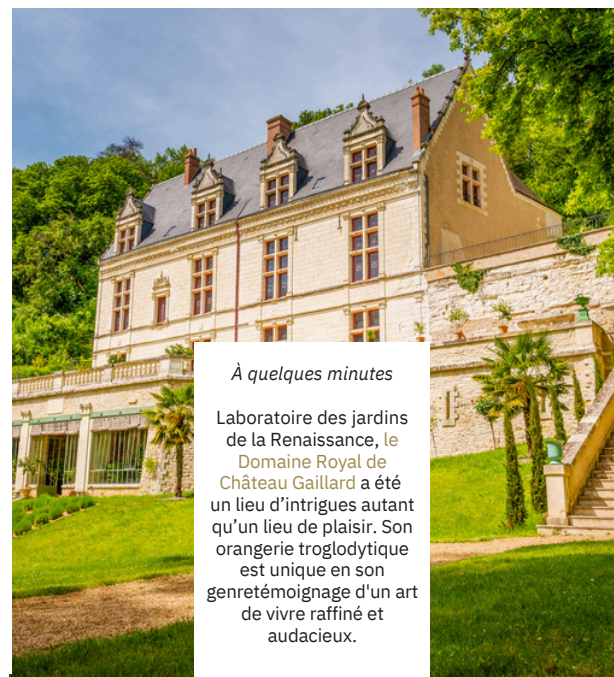 À quelques minutes
Laboratoire des jardins
de la Renaissance, le
Domaine Royal de
Château Gaillard a été
un lieu d’intrigues autant
qu’un lieu de plaisir. Son
orangerie troglodytique
est unique en son
genretémoignage d'un art
de vivre raffiné et
audacieux.